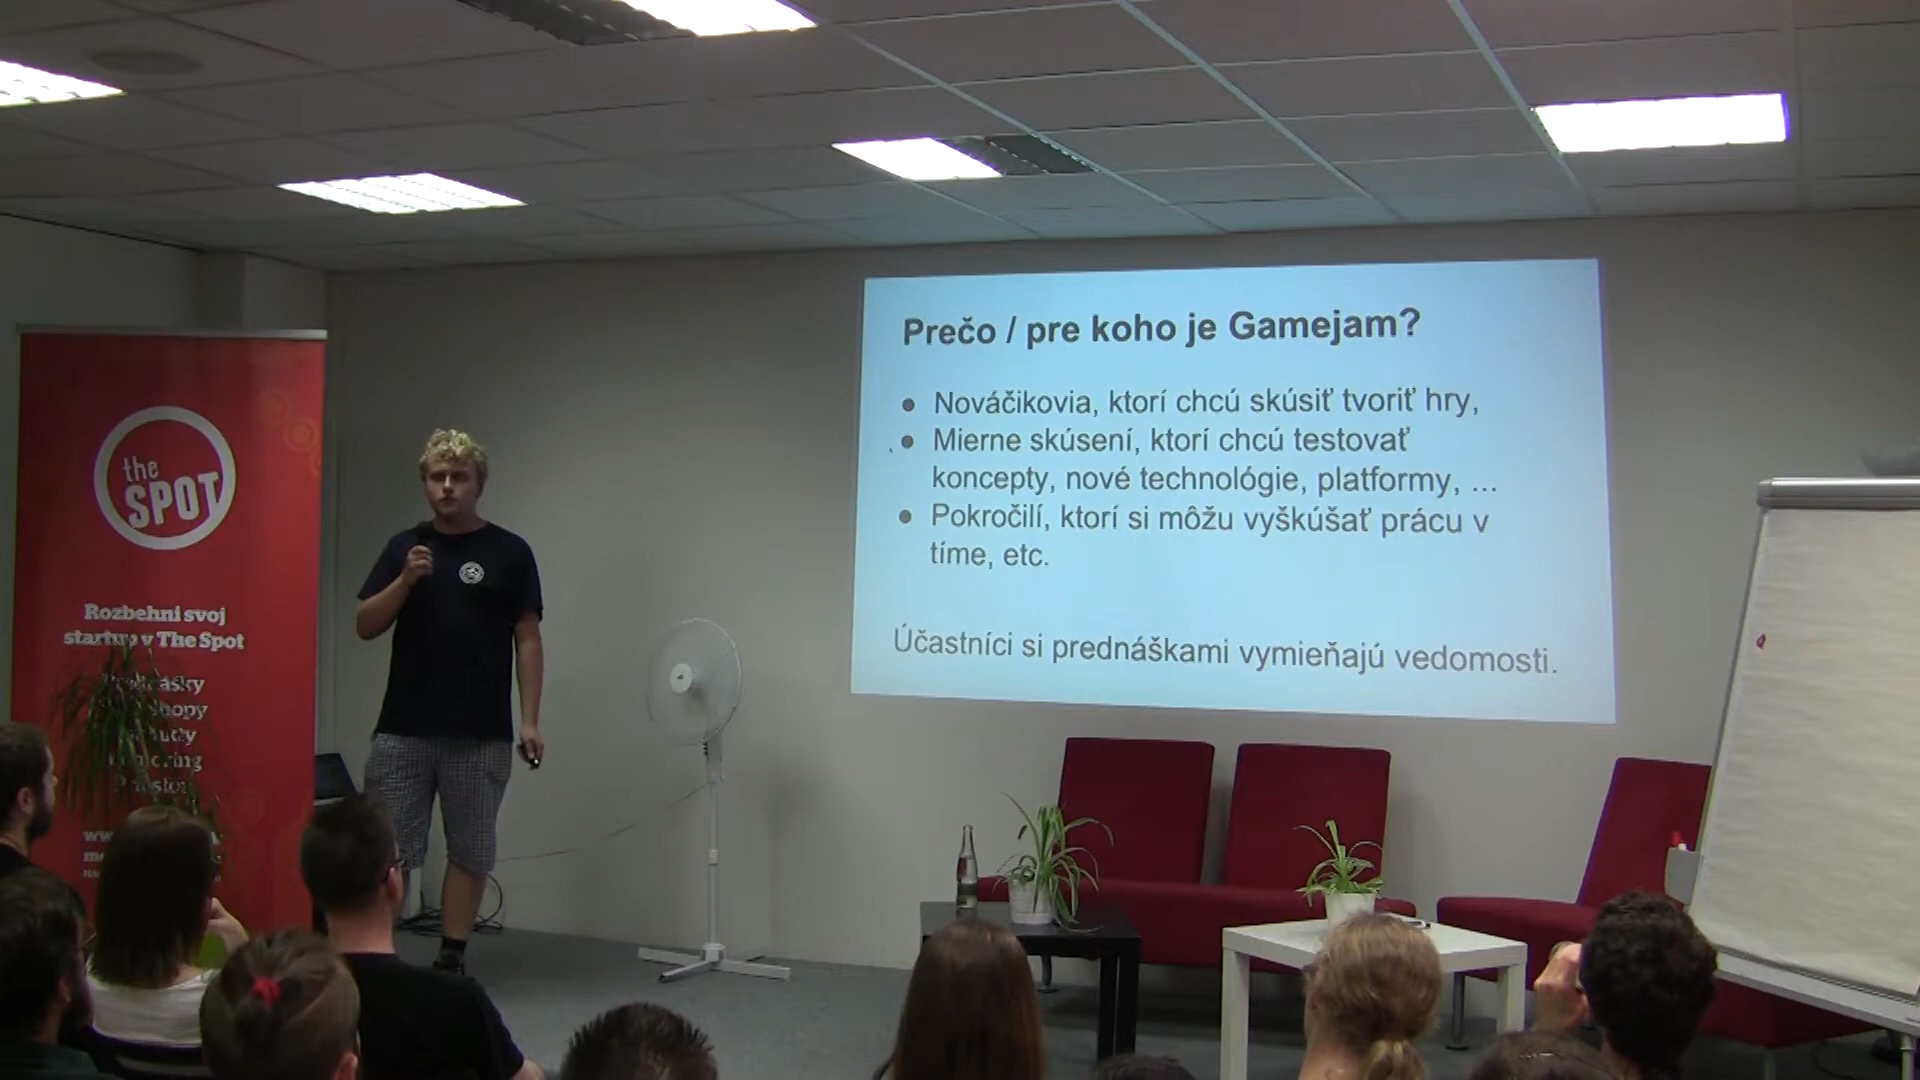 the
SPOT
Rozbehni svoj
startup v The Spot
Prečo / pre koho je Gamejam?
● Nováčikovia, ktorí chcú skúsiť tvoriť hry,
● Mierne skúsení, ktorí chcú testovať
koncepty, nové technológie, platformy, ...
● Pokročilí, ktorí si môžu vyškúšať prácu v
tíme, etc.
Účastníci si prednáškami vymieňajú vedomosti.